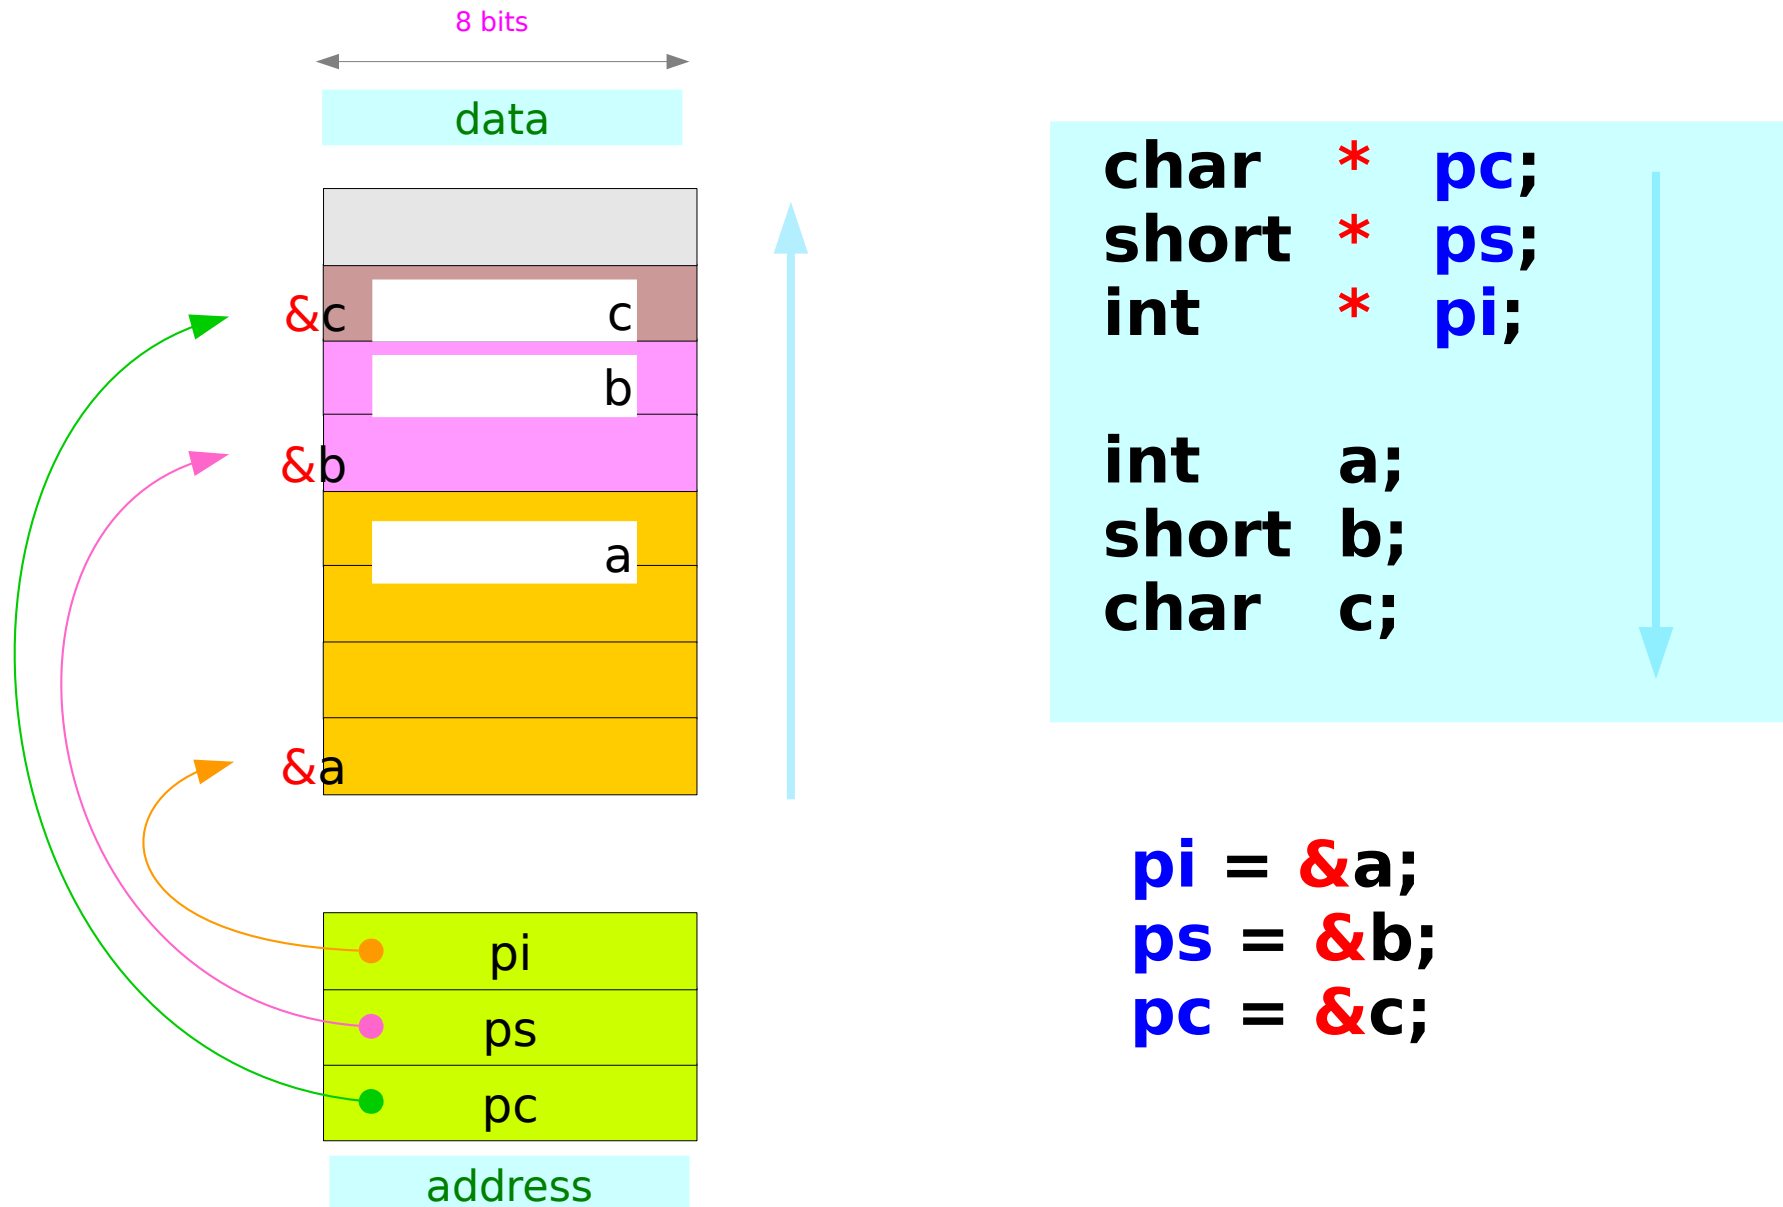 8 bits
data
&c c
b
&b
a
&a
pi
ps
pc
address
char * pc;
short * ps;
int * pi;
int a;
short b;
char c;
pi = &a;
ps = &b;
pc = &c;